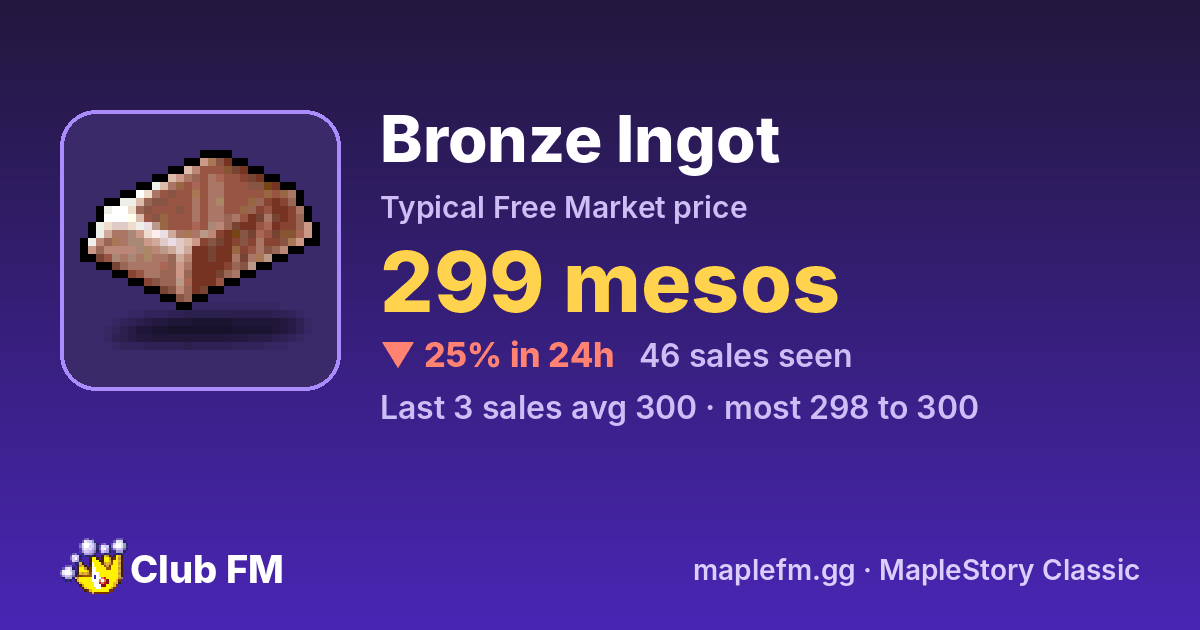 Bronze Ingot
Typical Free Market price
299 mesos
▼ 25% in 24h 46 sales seen
Last 3 sales avg 300 · most 298 to 300
Club FM
maplefm.gg · MapleStory Classic